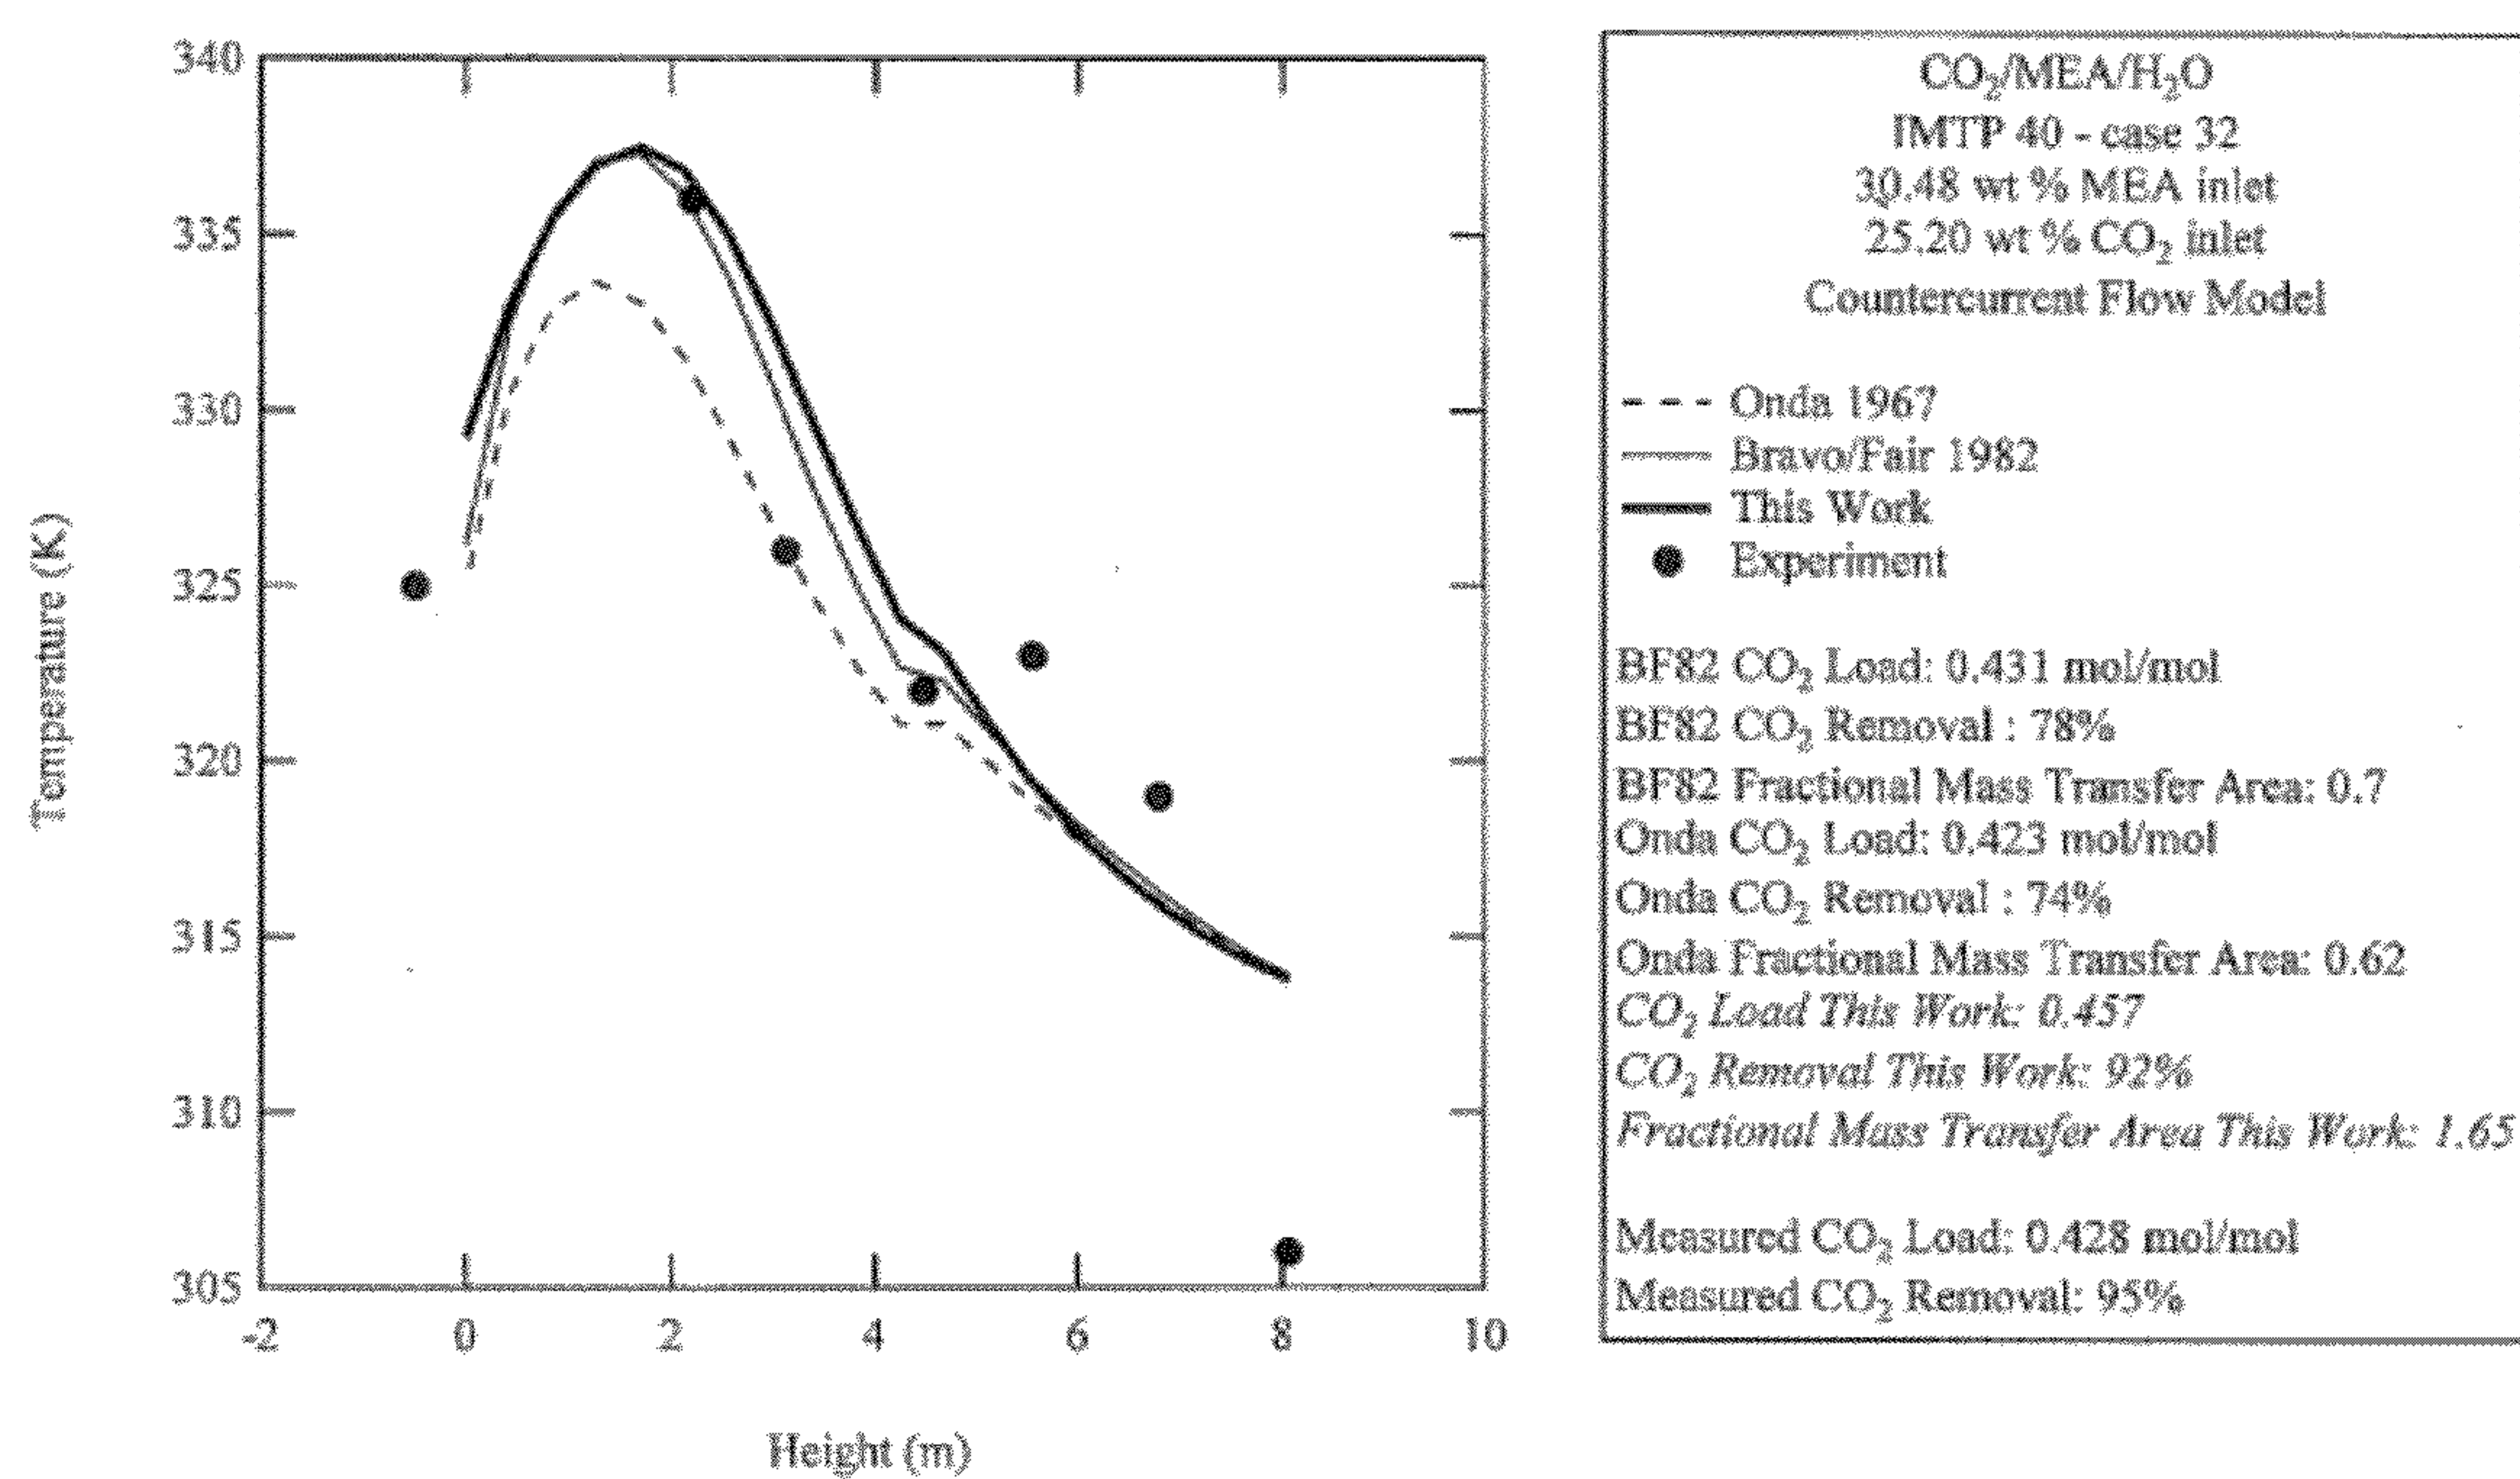 340
335
330
325
320
315
310
305
-2 0 2 4 6 8 10
Temperature (K)
Height (m)
CO₂/MEA/H₂O
IMTP 40 - case 32
30.48 wt % MEA inlet
25.20 wt % CO₂ inlet
Countercurrent Flow Model
Onda 1967
Bravo/Fair 1982
This Work
Experiment
BF82 CO₂ Load: 0.431 mol/mol
BF82 CO₂ Removal : 78%
BF82 Fractional Mass Transfer Area: 0.7
Onda CO₂ Load: 0.423 mol/mol
Onda CO₂ Removal : 74%
Onda Fractional Mass Transfer Area: 0.62
CO₂ Load This Work: 0.457
CO₂ Removal This Work: 92%
Fractional Mass Transfer Area This Work: 1.65
Measured CO₂ Load: 0.428 mol/mol
Measured CO₂ Removal: 95%